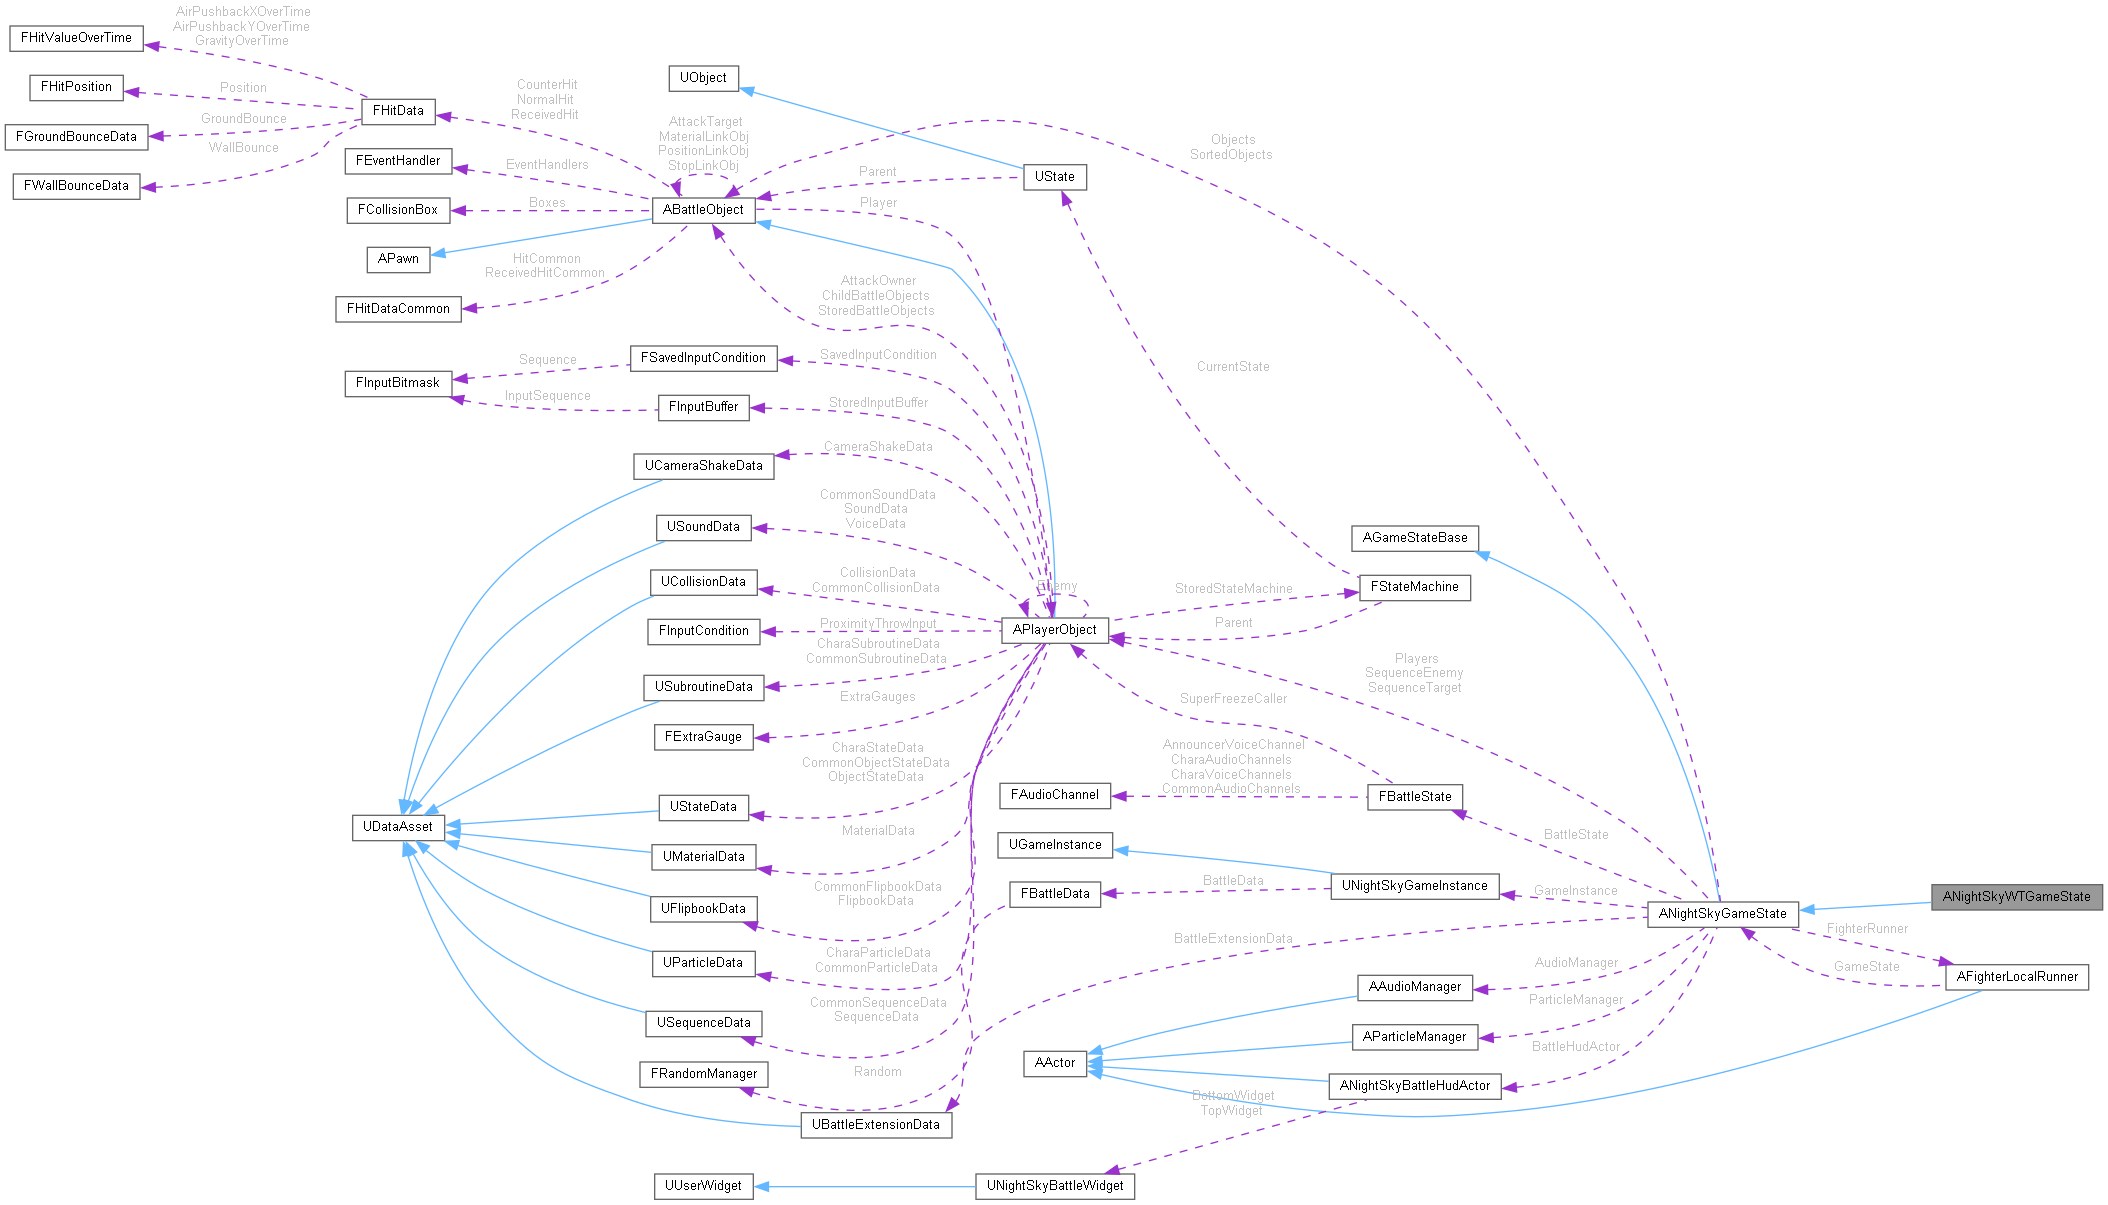 AirPushbackXOverTime
AirPushbackYOverTime
GravityOverTime
FHitValueOverTime
FHitPosition
Position
FHitData
GroundBounce
FGroundBounceData
WallBounce
FWallBounceData
CounterHit
NormalHit
ReceivedHit
UObject
AttackTarget
MaterialLinkObj
PositionLinkObj
StopLinkObj
FEventHandler
EventHandlers
Objects
SortedObjects
Parent
UState
FCollisionBox
Boxes
ABattleObject
Player
APawn
HitCommon
ReceivedHitCommon
FHitDataCommon
AttackOwner
ChildBattleObjects
StoredBattleObjects
Sequence
FSavedInputCondition
SavedInputCondition
FInputBitmask
InputSequence
FInputBuffer
StoredInputBuffer
CurrentState
UCameraShakeData
CameraShakeData
CommonSoundData
SoundData
VoiceData
USoundData
AGameStateBase
UCollisionData
CollisionData
CommonCollisionData
Enemy
StoredStateMachine
FStateMachine
FInputCondition
ProximityThrowInput
APlayerObject
Parent
CharaSubroutineData
CommonSubroutineData
USubroutineData
Players
SequenceEnemy
SequenceTarget
ExtraGauges
SuperFreezeCaller
FExtraGauge
CharaStateData
CommonObjectStateData
ObjectStateData
AnnouncerVoiceChannel
CharaAudioChannels
CharaVoiceChannels
CommonAudioChannels
FAudioChannel
FBattleState
UStateData
UDataAsset
MaterialData
BattleState
UGameInstance
UMaterialData
CommonFlipbookData
FlipbookData
FBattleData
BattleData
UNightSkyGameInstance
GameInstance
ANightSkyWTGameState
UFlipbookData
ANightSkyGameState
FighterRunner
BattleExtensionData
CharaParticleData
CommonParticleData
UParticleData
AudioManager
GameState
AFighterLocalRunner
AAudioManager
ParticleManager
CommonSequenceData
SequenceData
USequenceData
AParticleManager
BattleHudActor
AActor
FRandomManager
Random
ANightSkyBattleHudActor
BottomWidget
TopWidget
UBattleExtensionData
UUserWidget
UNightSkyBattleWidget